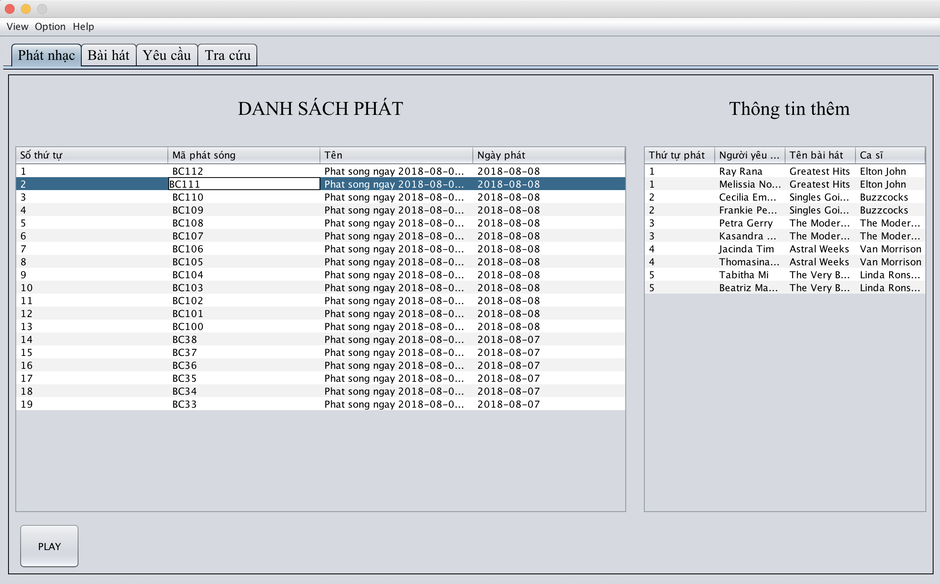 View Option Help
Phát nhạc Bài hát Yêu cầu Tra cứu
DANH SÁCH PHÁT
Số thứ tự Mã phát sóng Tên Ngày phát
1 BC112 Phat song ngay 2018-08-0... 2018-08-08
2 BC111 Phat song ngay 2018-08-0... 2018-08-08
3 BC110 Phat song ngay 2018-08-0... 2018-08-08
4 BC109 Phat song ngay 2018-08-0... 2018-08-08
5 BC108 Phat song ngay 2018-08-0... 2018-08-08
6 BC107 Phat song ngay 2018-08-0... 2018-08-08
7 BC106 Phat song ngay 2018-08-0... 2018-08-08
8 BC105 Phat song ngay 2018-08-0... 2018-08-08
9 BC104 Phat song ngay 2018-08-0... 2018-08-08
10 BC103 Phat song ngay 2018-08-0... 2018-08-08
11 BC102 Phat song ngay 2018-08-0... 2018-08-08
12 BC101 Phat song ngay 2018-08-0... 2018-08-08
13 BC100 Phat song ngay 2018-08-0... 2018-08-08
14 BC38 Phat song ngay 2018-08-0... 2018-08-07
15 BC37 Phat song ngay 2018-08-0... 2018-08-07
16 BC36 Phat song ngay 2018-08-0... 2018-08-07
17 BC35 Phat song ngay 2018-08-0... 2018-08-07
18 BC34 Phat song ngay 2018-08-0... 2018-08-07
19 BC33 Phat song ngay 2018-08-0... 2018-08-07
Thông tin thêm
Thứ tự phát Người yêu ... Tên bài hát Ca sĩ
1 Ray Rana Greatest Hits Elton John
1 Melissia No... Greatest Hits Elton John
2 Cecilia Em... Singles Goi... Buzzcocks
2 Frankie Pe... Singles Goi... Buzzcocks
3 Petra Gerry The Moder... The Moder...
3 Kasandra ... The Moder... The Moder...
4 Jacinda Tim Astral Weeks Van Morrison
4 Thomasina... Astral Weeks Van Morrison
5 Tabitha Mi The Very B... Linda Rons...
5 Beatriz Ma... The Very B... Linda Rons...
PLAY